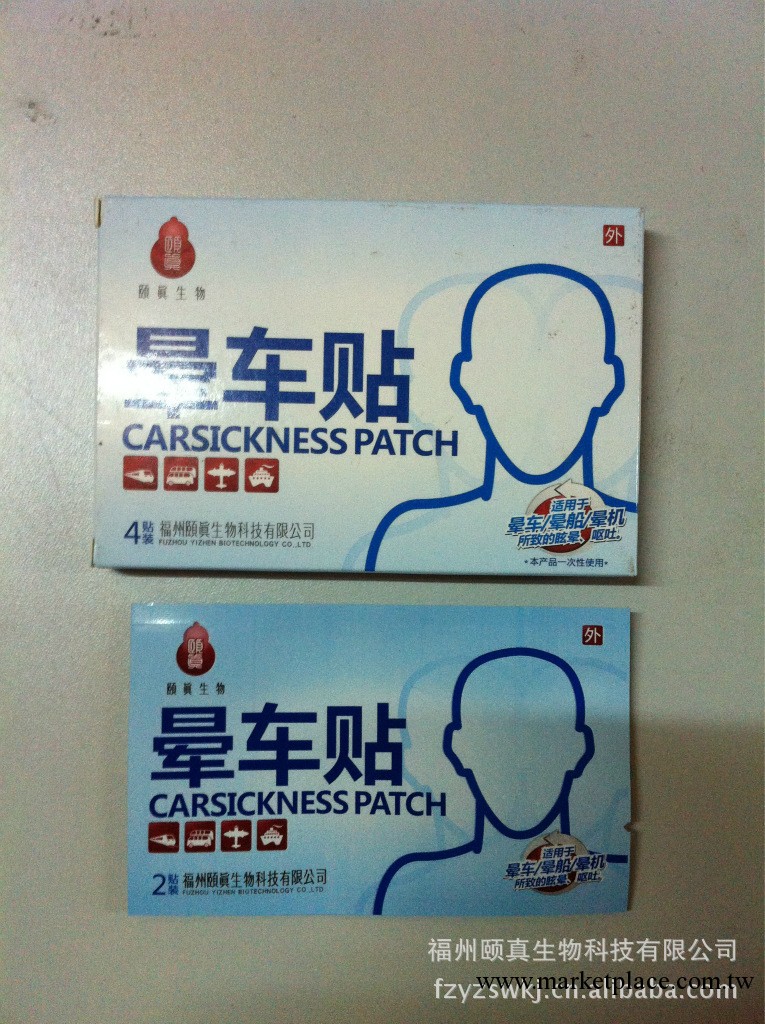 頤眞
外
頤眞生物
晕车贴
CARSICKNESS PATCH
4贴装 福州頤眞生物科技有限公司
FUZHOU YIZHEN BIOTECHNOLOGY CO.,LTD
适用于
晕车/晕船/晕机
所致的眩晕、呕吐。
*本产品一次性使用*
頤眞
外
頤眞生物
晕车贴
CARSICKNESS PATCH
2贴装 福州頤眞生物科技有限公司
FUZHOU YIZHEN BIOTECHNOLOGY CO.,LTD
适用于
晕车/晕船/晕机
所致的眩晕、呕吐。
福州颐真生物科技有限公司
www.marketplace.com.tw
fzyzswkj.cn.alibaba.com